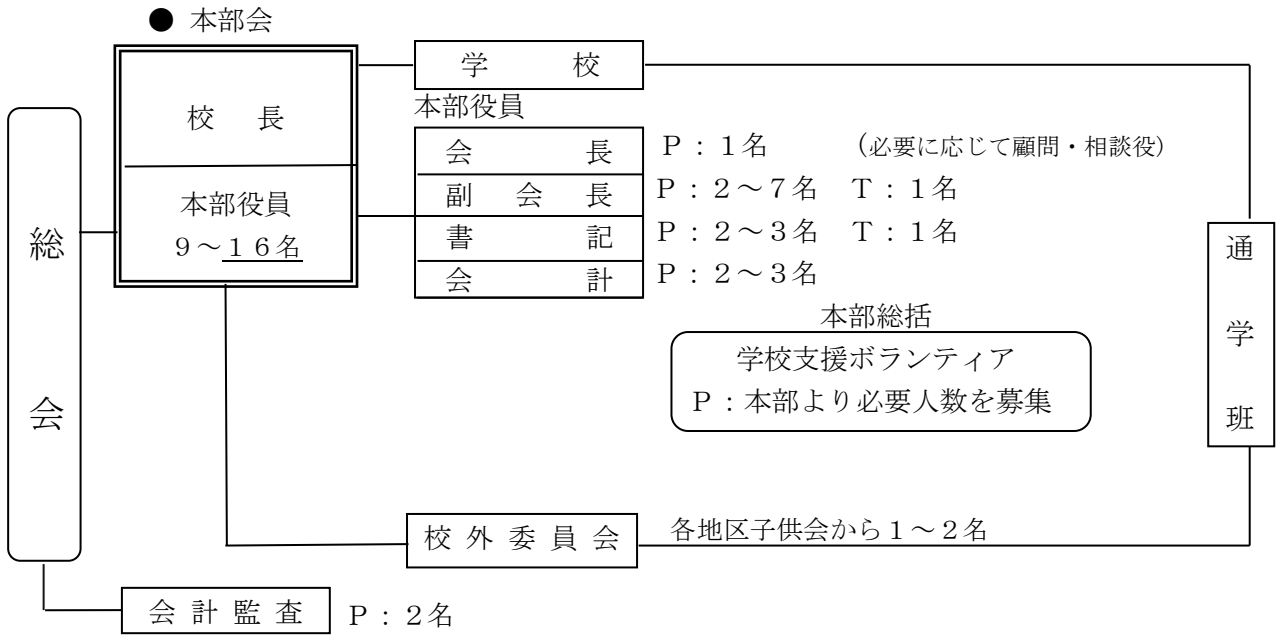 ● 本部会
学校
校長
本部役員
９～１６名
本部役員
会長 Ｐ：１名 (必要に応じて顧問・相談役)
副会長 Ｐ：２～７名 Ｔ：１名
書記 Ｐ：２～３名 Ｔ：１名
会計 Ｐ：２～３名
総会
通学班
本部総括
学校支援ボランティア
Ｐ：本部より必要人数を募集
校外委員会 各地区子供会から１～２名
会計監査 Ｐ：２名